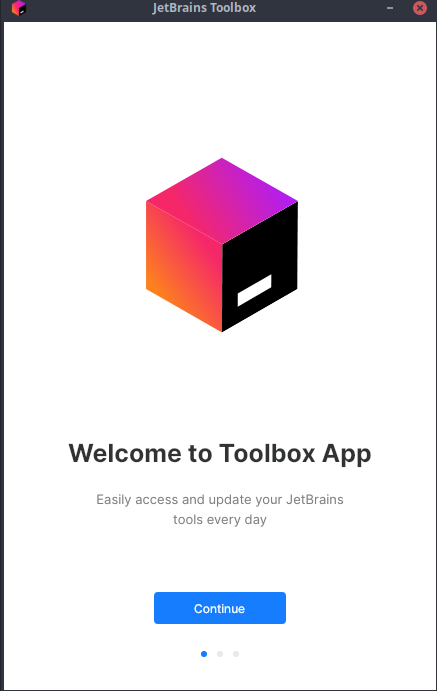 JetBrains Toolbox
Welcome to Toolbox App
Easily access and update your JetBrains
tools every day
Continue